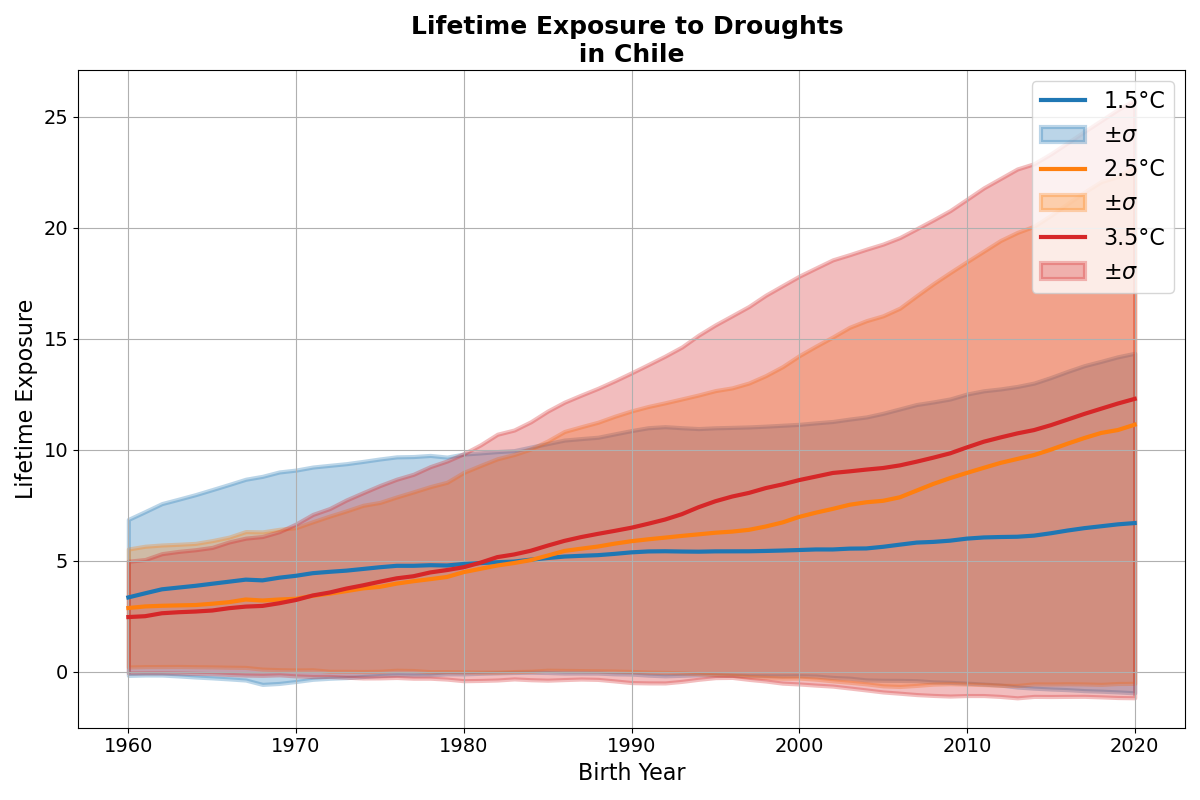 Lifetime Exposure to Droughts
in Chile
Lifetime Exposure
25
20
15
10
5
0
1.5°C
±σ
2.5°C
±σ
3.5°C
±σ
1960
1970
1980
1990
2000
2010
2020
Birth Year